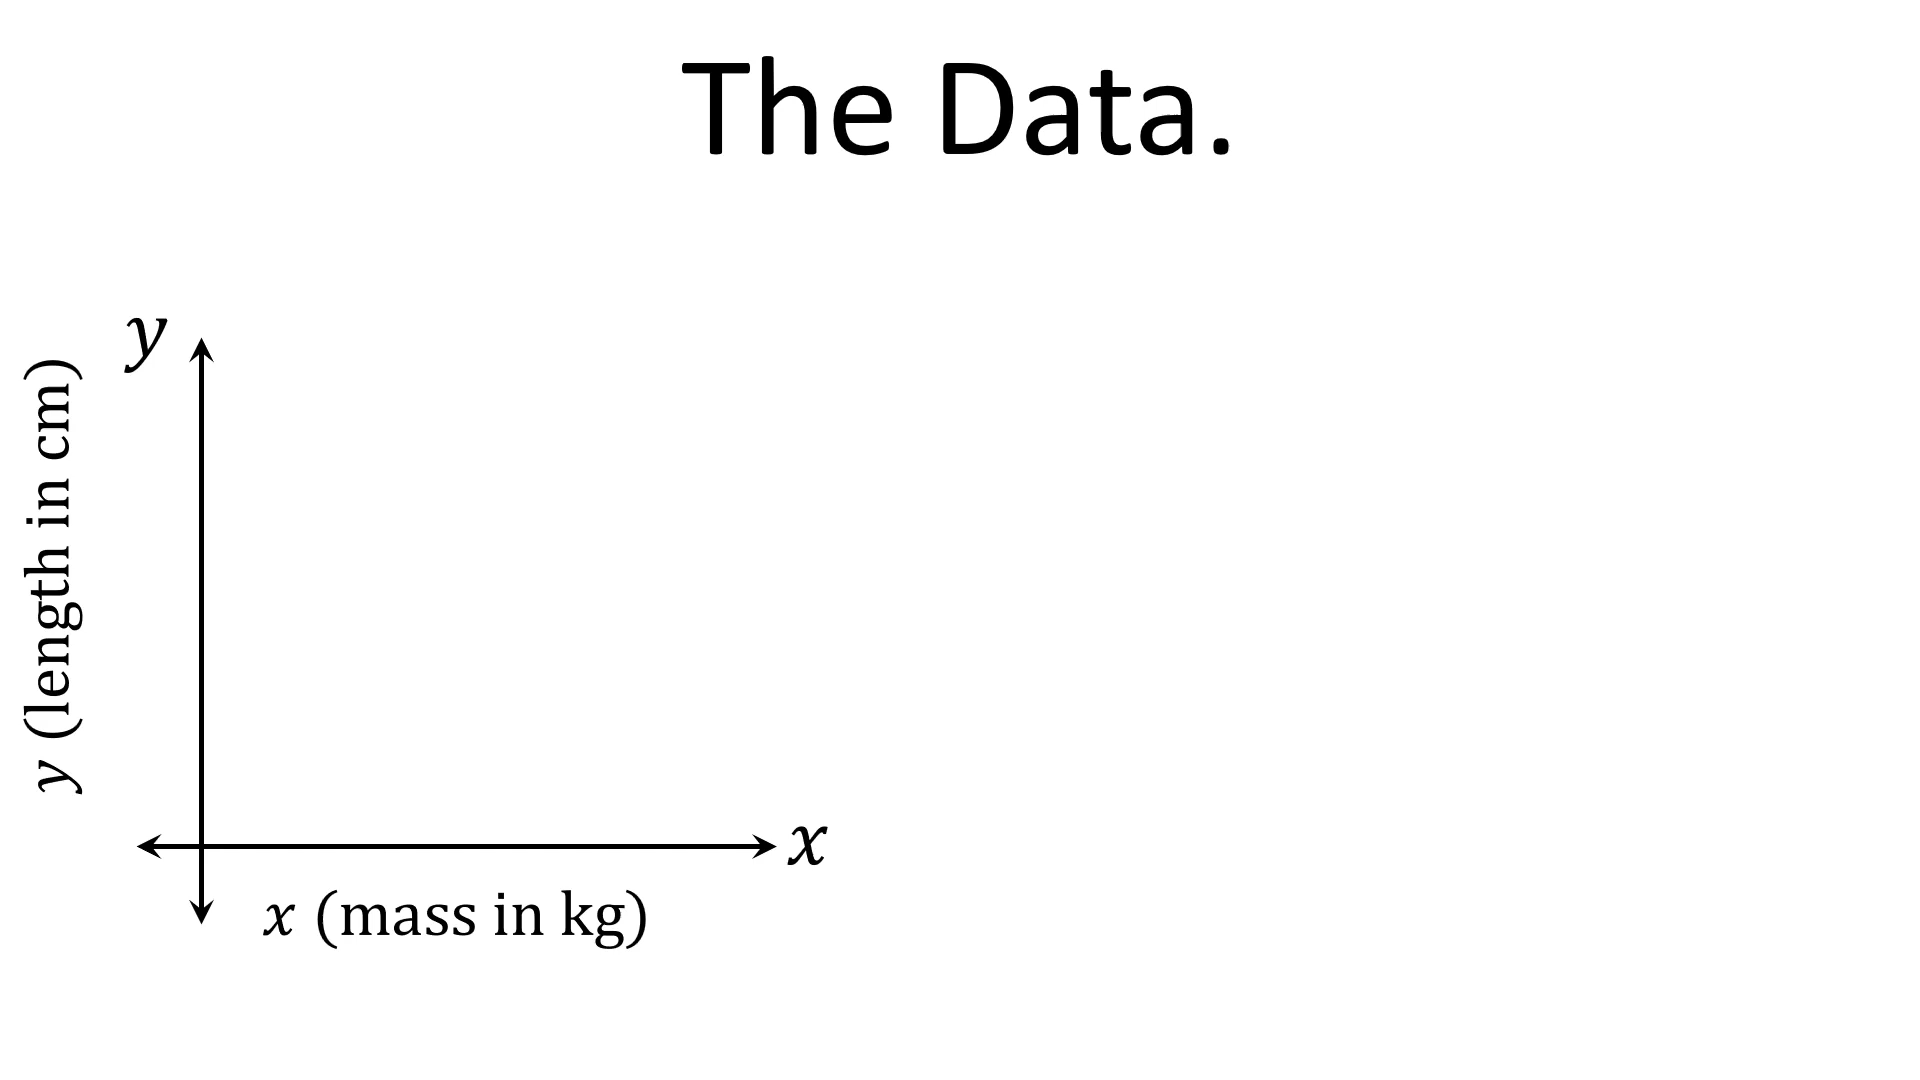 The Data.
y
y (length in cm)
x
x (mass in kg)